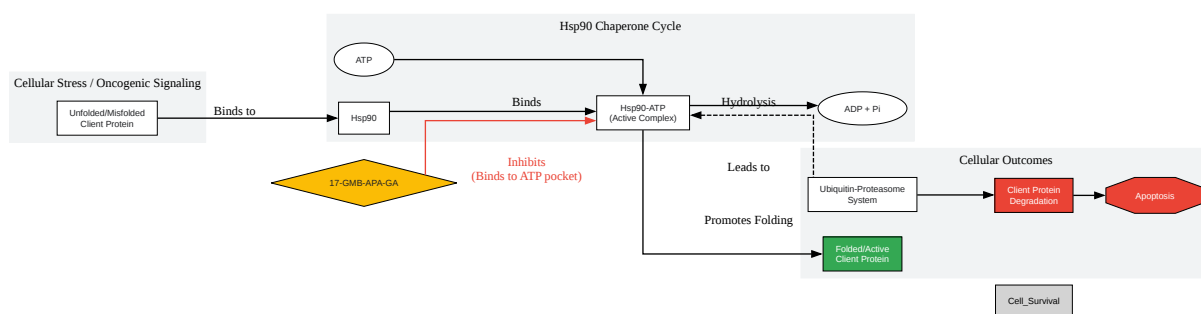 Hsp90 Chaperone Cycle
ATP
Cellular Stress / Oncogenic Signaling
Unfolded/Misfolded
Client Protein
Binds to
Hsp90
Binds
Hsp90-ATP
(Active Complex)
Hydrolysis
ADP + Pi
17-GMB-APA-GA
Inhibits
(Binds to ATP pocket)
Leads to
Cellular Outcomes
Ubiquitin-Proteasome
System
Client Protein
Degradation
Apoptosis
Promotes Folding
Folded/Active
Client Protein
Cell_Survival